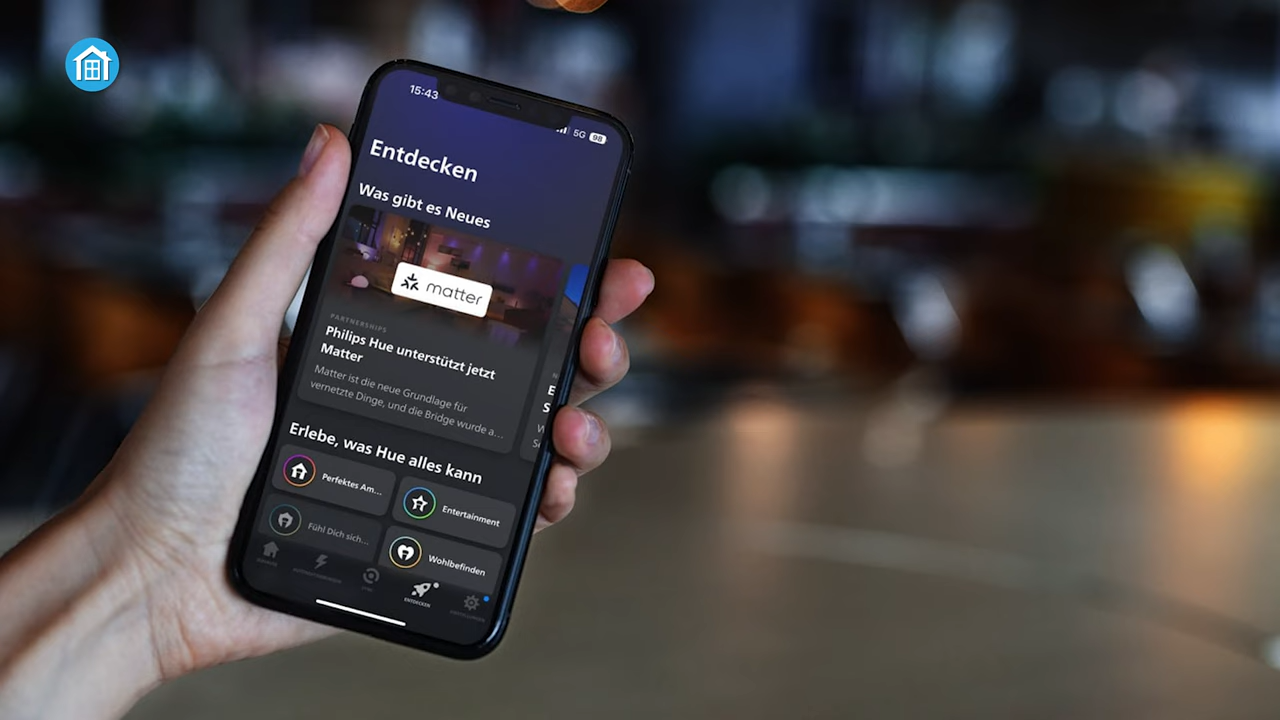 15:43
5G 98
Entdecken
Was gibt es Neues
matter
PARTNERSHIPS
Philips Hue unterstützt jetzt
Matter
Matter ist die neue Grundlage für
vernetzte Dinge, und die Bridge wurde a...
Erlebe, was Hue alles kann
Perfektes Am...
Entertainment
Fühl Dich sich...
Wohlbefinden
ENTDECKEN